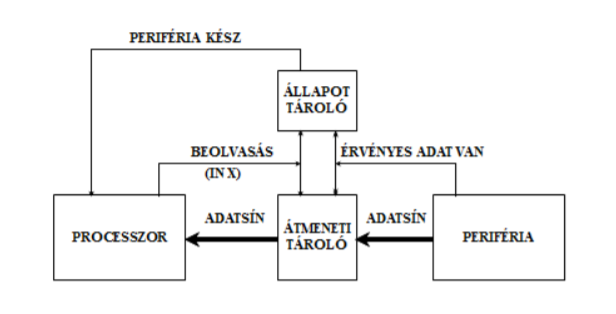 PERIFÉRIA KÉSZ
ÁLLAPOT
TÁROLÓ
BEOLVASÁS
(IN X)
ÉRVÉNYES ADAT VAN
PROCESSZOR
ADATSÍN
ÁTMENETI
TÁROLÓ
ADATSÍN
PERIFÉRIA